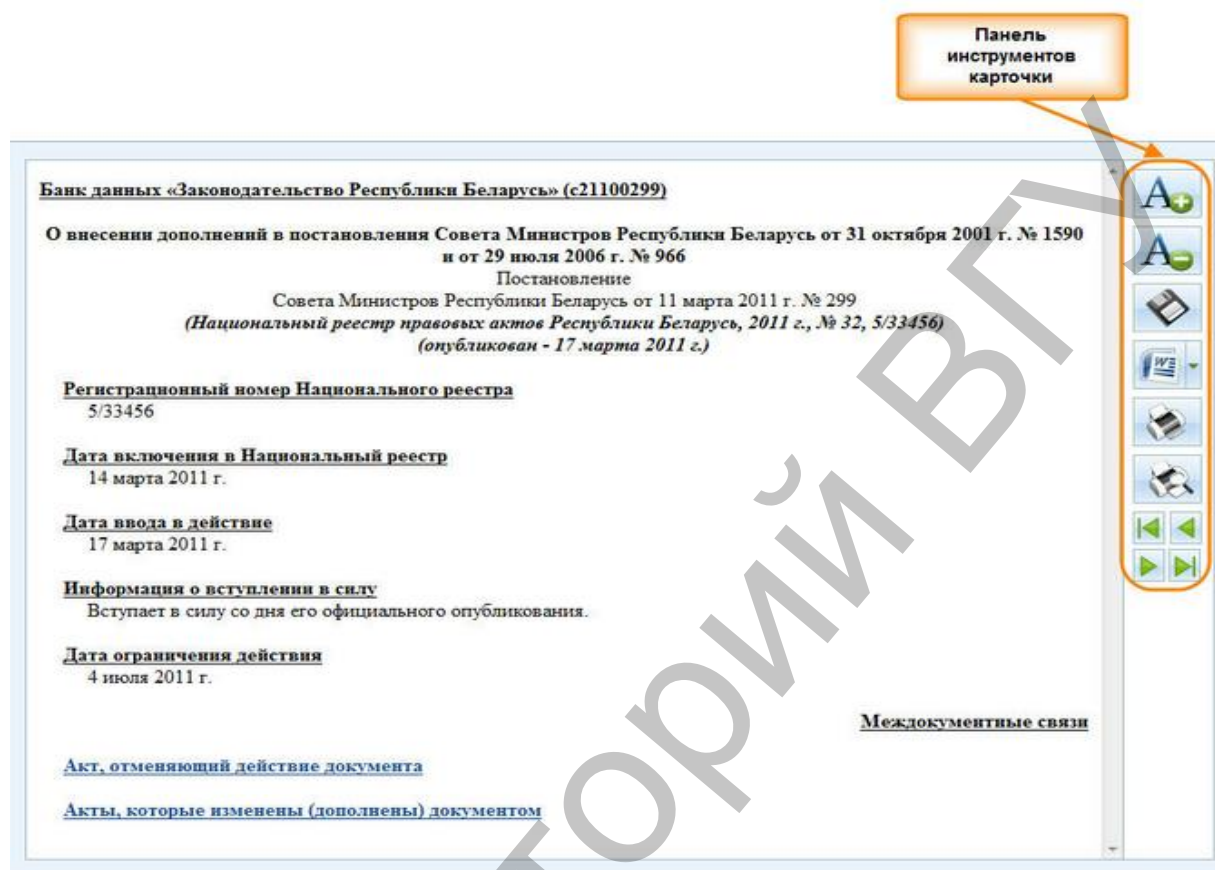 Панель
инструментов
карточки
Банк данных «Законодательство Республики Беларусь» (c21100299)
О внесении дополнений в постановления Совета Министров Республики Беларусь от 31 октября 2001 г. № 1590
и от 29 июля 2006 г. № 966
Постановление
Совета Министров Республики Беларусь от 11 марта 2011 г. № 299
(Национальный реестр правовых актов Республики Беларусь, 2011 г., № 32, 5/33456)
(опубликован - 17 марта 2011 г.)
Регистрационный номер Национального реестра
5/33456
Дата включения в Национальный реестр
14 марта 2011 г.
Дата ввода в действие
17 марта 2011 г.
Информация о вступлении в силу
Вступает в силу со дня его официального опубликования.
Дата ограничения действия
4 июля 2011 г.
Междокументные связи
Акт, отменяющий действие документа
Акты, которые изменены (дополнены) документом
A
A
W
торий ВГУ